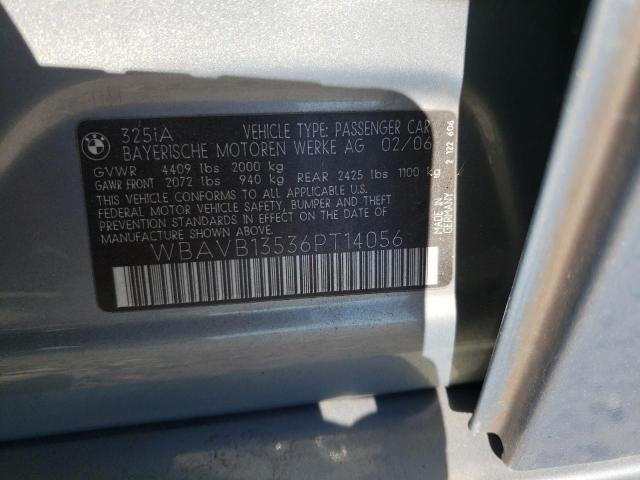 BMW
325iA VEHICLE TYPE: PASSENGER CAR
BAYERISCHE MOTOREN WERKE AG 02/06
GVWR 4409 lbs 2000 kg
GAWR FRONT 2072 lbs 940 kg REAR 2425 lbs 1100 kg
THIS VEHICLE CONFORMS TO ALL APPLICABLE U.S.
FEDERAL MOTOR VEHICLE SAFETY, BUMPER AND THEFT
PREVENTION STANDARDS IN EFFECT ON THE DATE OF
MANUFACTURE SHOWN ABOVE.
WBAVB13536PT14056
MADE IN
GERMANY 2 122 606